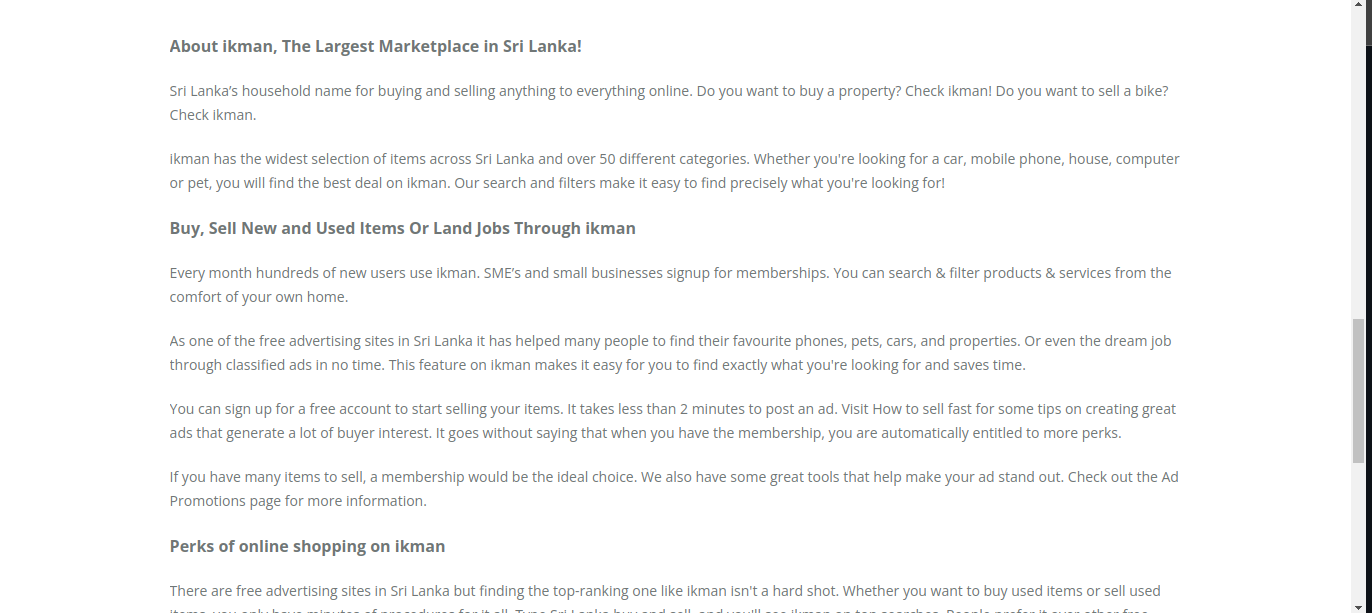 About ikman, The Largest Marketplace in Sri Lanka!
Sri Lanka’s household name for buying and selling anything to everything online. Do you want to buy a property? Check ikman! Do you want to sell a bike?
Check ikman.
ikman has the widest selection of items across Sri Lanka and over 50 different categories. Whether you're looking for a car, mobile phone, house, computer
or pet, you will find the best deal on ikman. Our search and filters make it easy to find precisely what you're looking for!
Buy, Sell New and Used Items Or Land Jobs Through ikman
Every month hundreds of new users use ikman. SME’s and small businesses signup for memberships. You can search & filter products & services from the
comfort of your own home.
As one of the free advertising sites in Sri Lanka it has helped many people to find their favourite phones, pets, cars, and properties. Or even the dream job
through classified ads in no time. This feature on ikman makes it easy for you to find exactly what you're looking for and saves time.
You can sign up for a free account to start selling your items. It takes less than 2 minutes to post an ad. Visit How to sell fast for some tips on creating great
ads that generate a lot of buyer interest. It goes without saying that when you have the membership, you are automatically entitled to more perks.
If you have many items to sell, a membership would be the ideal choice. We also have some great tools that help make your ad stand out. Check out the Ad
Promotions page for more information.
Perks of online shopping on ikman
There are free advertising sites in Sri Lanka but finding the top-ranking one like ikman isn't a hard shot. Whether you want to buy used items or sell used